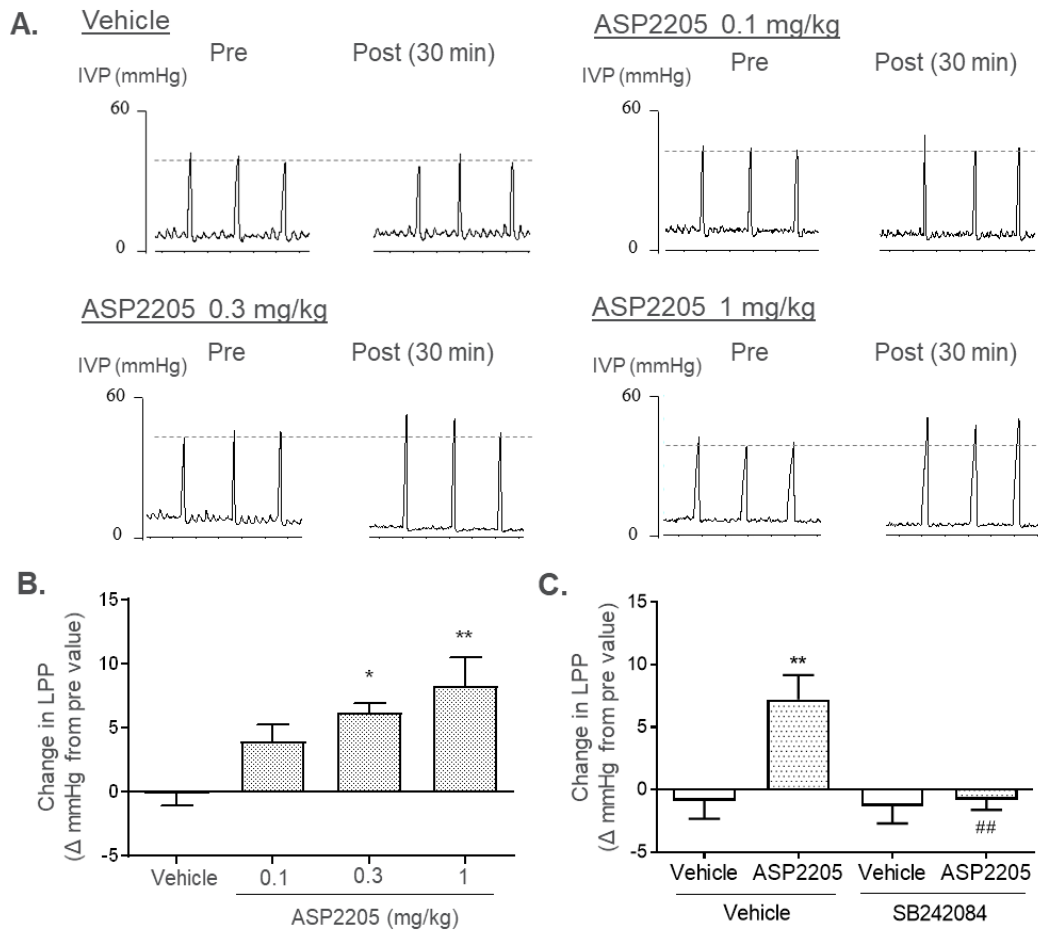 A.
Vehicle
Pre
Post (30 min)
IVP (mmHg)
60
0
ASP2205 0.1 mg/kg
Pre
Post (30 min)
IVP (mmHg)
60
0
ASP2205 0.3 mg/kg
Pre
Post (30 min)
IVP (mmHg)
60
0
ASP2205 1 mg/kg
Pre
Post (30 min)
IVP (mmHg)
60
0
B.
Change in LPP
(Δ mmHg from pre value)
15
10
5
0
-5
*
**
Vehicle
0.1
0.3
1
ASP2205 (mg/kg)
C.
Change in LPP
(Δ mmHg from pre value)
15
10
5
0
-5
**
##
Vehicle
ASP2205
Vehicle
ASP2205
Vehicle
SB242084